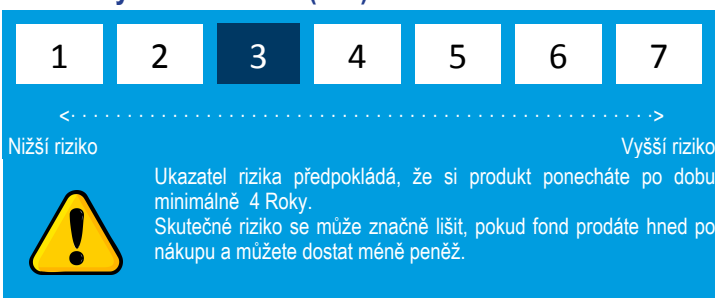 1 2 3 4 5 6 7
<· · · · · · · · · · · · · · · · · · · · · · · · · · · · · · · · · · · · · · · · · · · · · · · · · · · ·>
Nižší riziko Vyšší riziko
Ukazatel rizika předpokládá, že si produkt ponecháte po dobu
minimálně 4 Roky.
Skutečné riziko se může značně lišit, pokud fond prodáte hned po
nákupu a můžete dostat méně peněž.